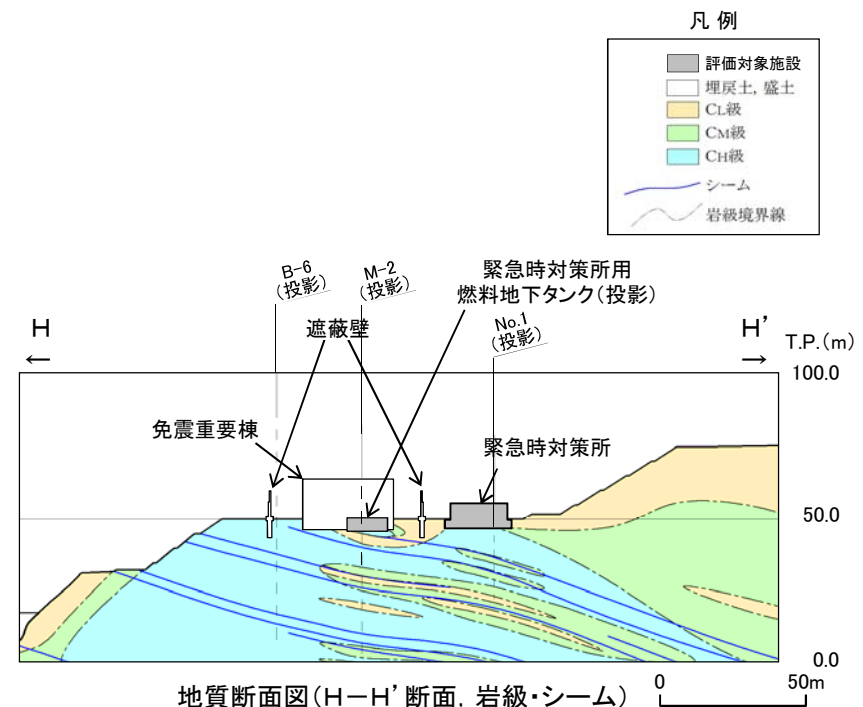 凡 例
評価対象施設
埋戻土, 盛土
CL級
CM級
CH級
シーム
岩級境界線
B-6
(投影)
M-2
(投影)
緊急時対策所用
燃料地下タンク(投影)
No.1
(投影)
遮蔽壁
H
←
H'
→
T.P.(m)
100.0
免震重要棟
緊急時対策所
50.0
0.0
地質断面図(H-H'断面, 岩級・シーム)
0
50m